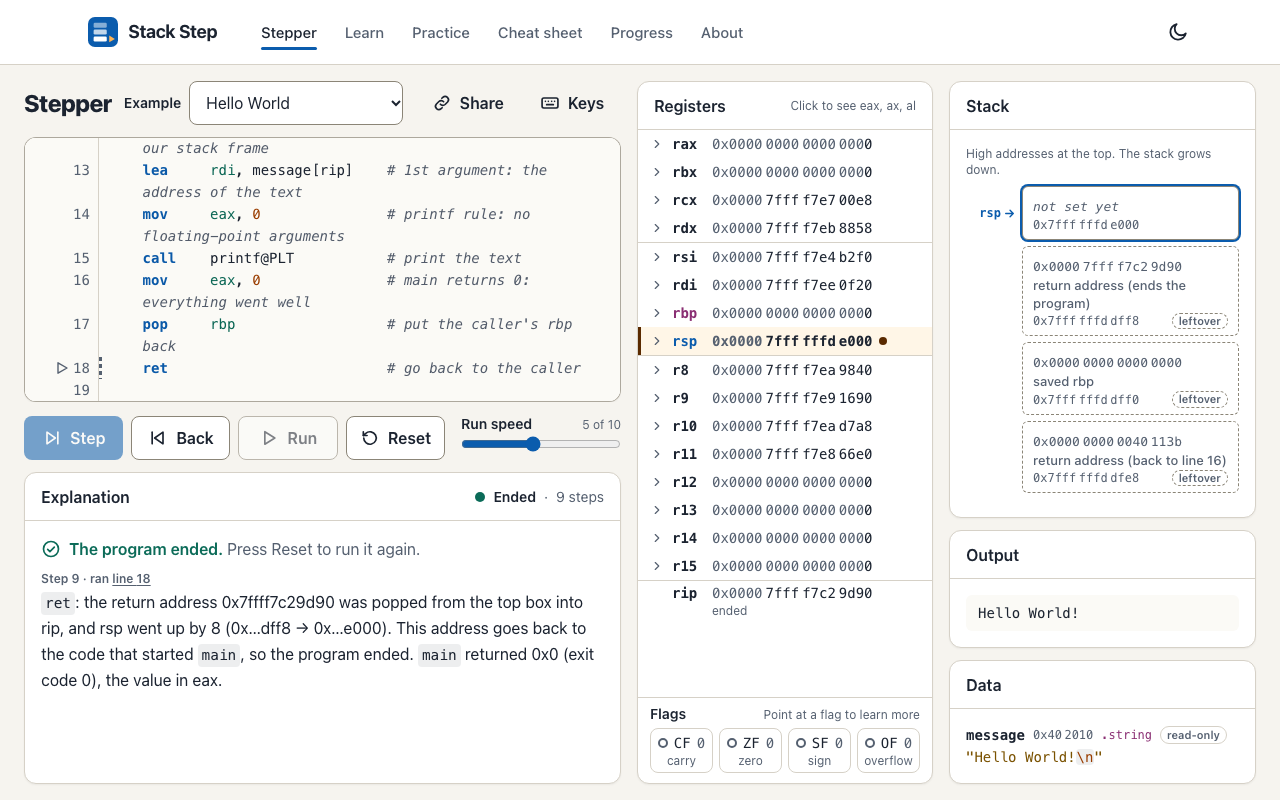 Stack Step
Stepper Learn Practice Cheat sheet Progress About
Stepper Example Hello World Share Keys
our stack frame
13 lea rdi, message[rip] # 1st argument: the
address of the text
14 mov eax, 0 # printf rule: no
floating-point arguments
15 call printf@PLT # print the text
16 mov eax, 0 # main returns 0:
everything went well
17 pop rbp # put the caller's rbp
back
18 ret # go back to the caller
19
Step Back Run Reset Run speed 5 of 10
Explanation Ended · 9 steps
The program ended. Press Reset to run it again.
Step 9 · ran line 18
ret: the return address 0x7ffff7c29d90 was popped from the top box into
rip, and rsp went up by 8 (0x…dff8 → 0x…e000). This address goes back to
the code that started main, so the program ended. main returned 0x0 (exit
code 0), the value in eax.
Registers Click to see eax, ax, al
rax 0x0000 0000 0000 0000
rbx 0x0000 0000 0000 0000
rcx 0x0000 7fff f7e7 00e8
rdx 0x0000 7fff f7eb 8858
rsi 0x0000 7fff f7e4 b2f0
rdi 0x0000 7fff f7ee 0f20
rbp 0x0000 0000 0000 0000
rsp 0x0000 7fff fffd e000
r8 0x0000 7fff f7ea 9840
r9 0x0000 7fff f7e9 1690
r10 0x0000 7fff f7ea d7a8
r11 0x0000 7fff f7e8 66e0
r12 0x0000 0000 0000 0000
r13 0x0000 0000 0000 0000
r14 0x0000 0000 0000 0000
r15 0x0000 0000 0000 0000
rip 0x0000 7fff f7c2 9d90
ended
Flags Point at a flag to learn more
CF 0 ZF 0 SF 0 OF 0
carry zero sign overflow
Stack
High addresses at the top. The stack grows
down.
rsp → not set yet
0x7fff fffd e000
0x0000 7fff f7c2 9d90
return address (ends the
program)
0x7fff fffd dff8 leftover
0x0000 0000 0000 0000
saved rbp
0x7fff fffd dff0 leftover
0x0000 0000 0040 113b
return address (back to line 16)
0x7fff fffd dfe8 leftover
Output
Hello World!
Data
message 0x40 2010 .string read-only
"Hello World!\n"